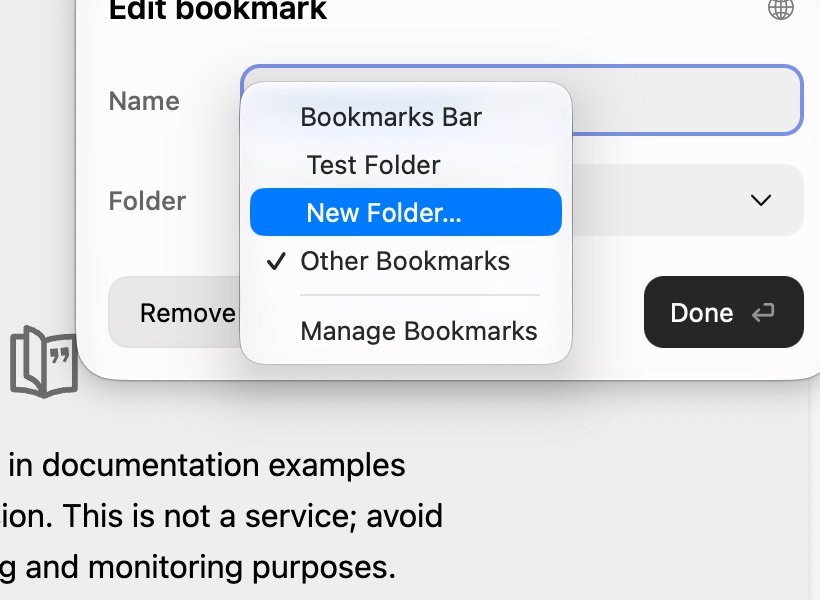 Edit bookmark
Name
Bookmarks Bar
Test Folder
Folder
New Folder...
✓ Other Bookmarks
Remove
Done
Manage Bookmarks
in documentation examples
ion. This is not a service; avoid
g and monitoring purposes.